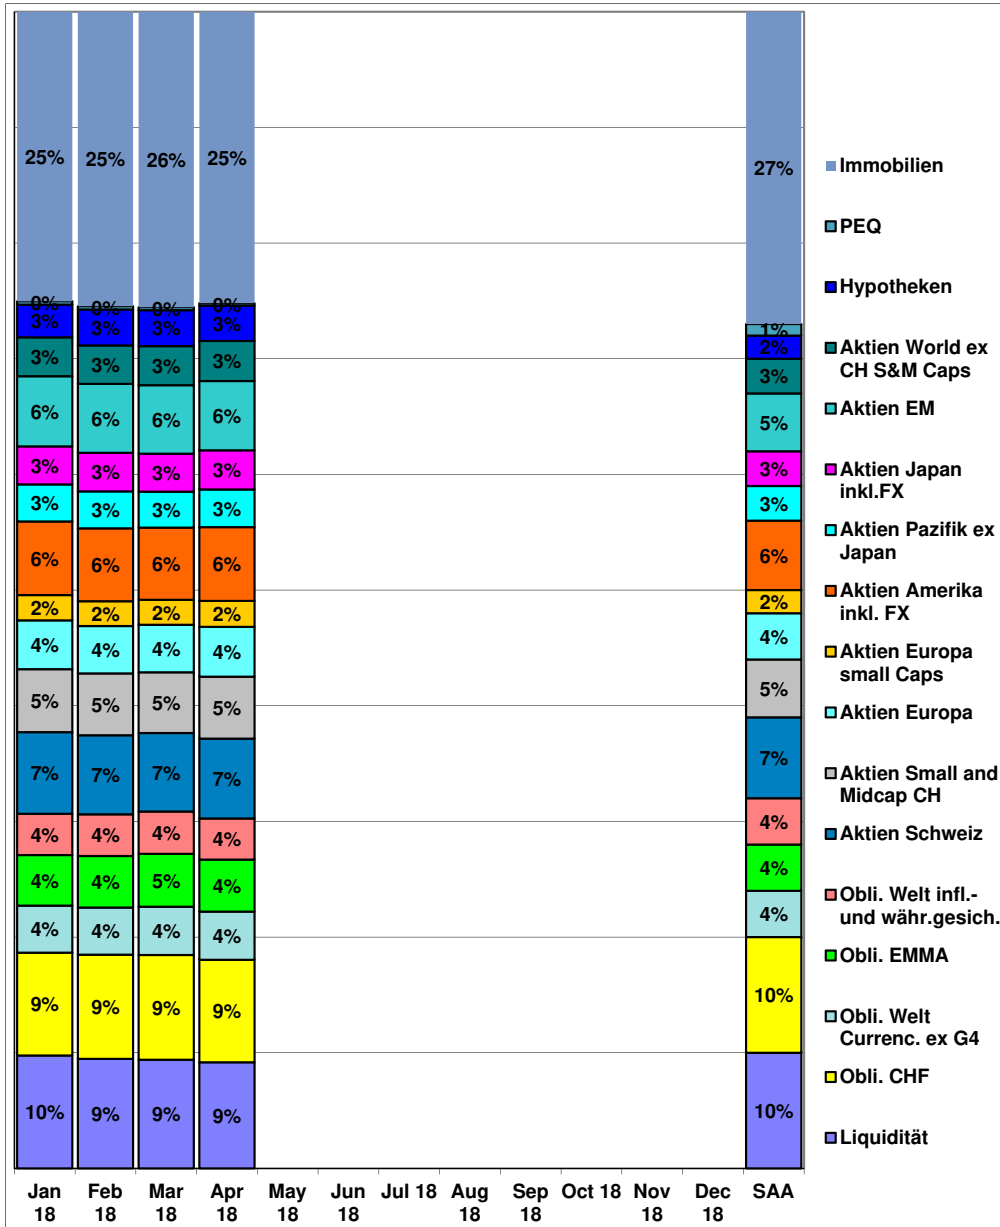 25%
25%
26%
25%
27%
0%
0%
0%
0%
1%
3%
3%
3%
3%
2%
3%
3%
3%
3%
3%
6%
6%
6%
6%
5%
3%
3%
3%
3%
3%
3%
3%
3%
3%
3%
6%
6%
6%
6%
6%
2%
2%
2%
2%
2%
4%
4%
4%
4%
4%
5%
5%
5%
5%
5%
7%
7%
7%
7%
7%
4%
4%
4%
4%
4%
4%
4%
5%
4%
4%
4%
4%
4%
4%
4%
9%
9%
9%
9%
10%
10%
9%
9%
9%
10%
Jan
18
Feb
18
Mar
18
Apr
18
May
18
Jun
18
Jul 18
Aug
18
Sep
18
Oct 18
Nov
18
Dec
18
SAA
Immobilien
PEQ
Hypotheken
Aktien World ex
CH S&M Caps
Aktien EM
Aktien Japan
inkl.FX
Aktien Pazifik ex
Japan
Aktien Amerika
inkl. FX
Aktien Europa
small Caps
Aktien Europa
Aktien Small and
Midcap CH
Aktien Schweiz
Obli. Welt infl.-
und währ.gesich.
Obli. EMMA
Obli. Welt
Currenc. ex G4
Obli. CHF
Liquidität